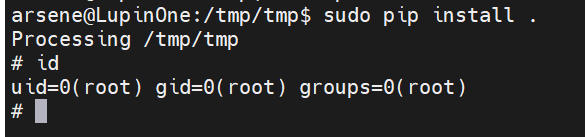 arsene@LupinOne:/tmp/tmp$ sudo pip install .
Processing /tmp/tmp
# id
uid=0(root) gid=0(root) groups=0(root)
#